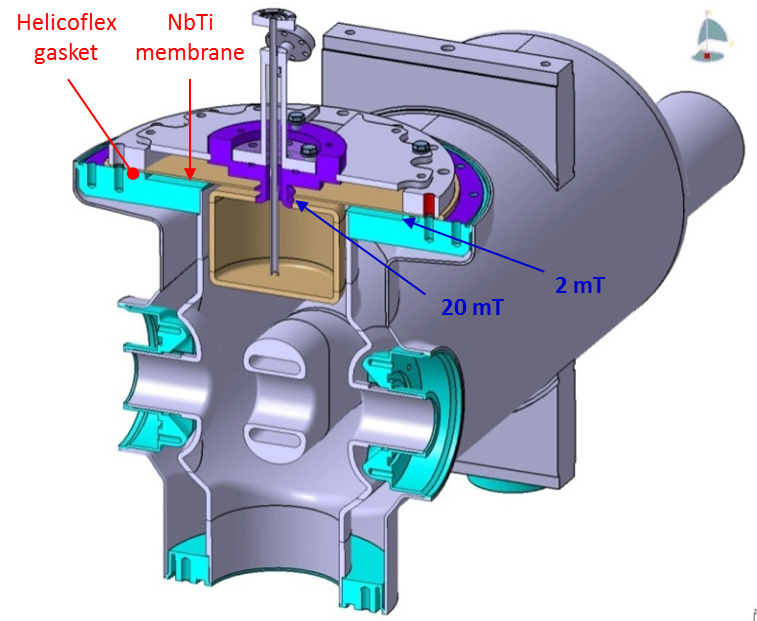 Helicoflex
gasket
NbTi
membrane
2 mT
20 mT